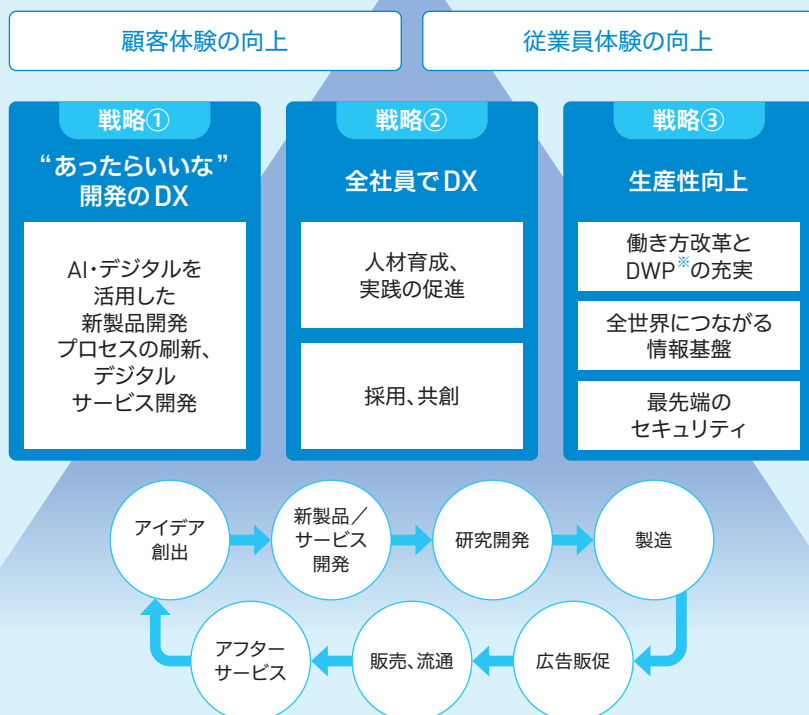 顧客体験の向上
従業員体験の向上
戦略①
“あったらいいな”
開発のDX
AI・デジタルを
活用した
新製品開発
プロセスの刷新、
デジタル
サービス開発
戦略②
全社員でDX
人材育成、
実践の促進
採用、共創
戦略③
生産性向上
働き方改革と
DWP※の充実
全世界につながる
情報基盤
最先端の
セキュリティ
アイデア
創出
新製品／
サービス
開発
研究開発
製造
広告販促
販売、流通
アフター
サービス